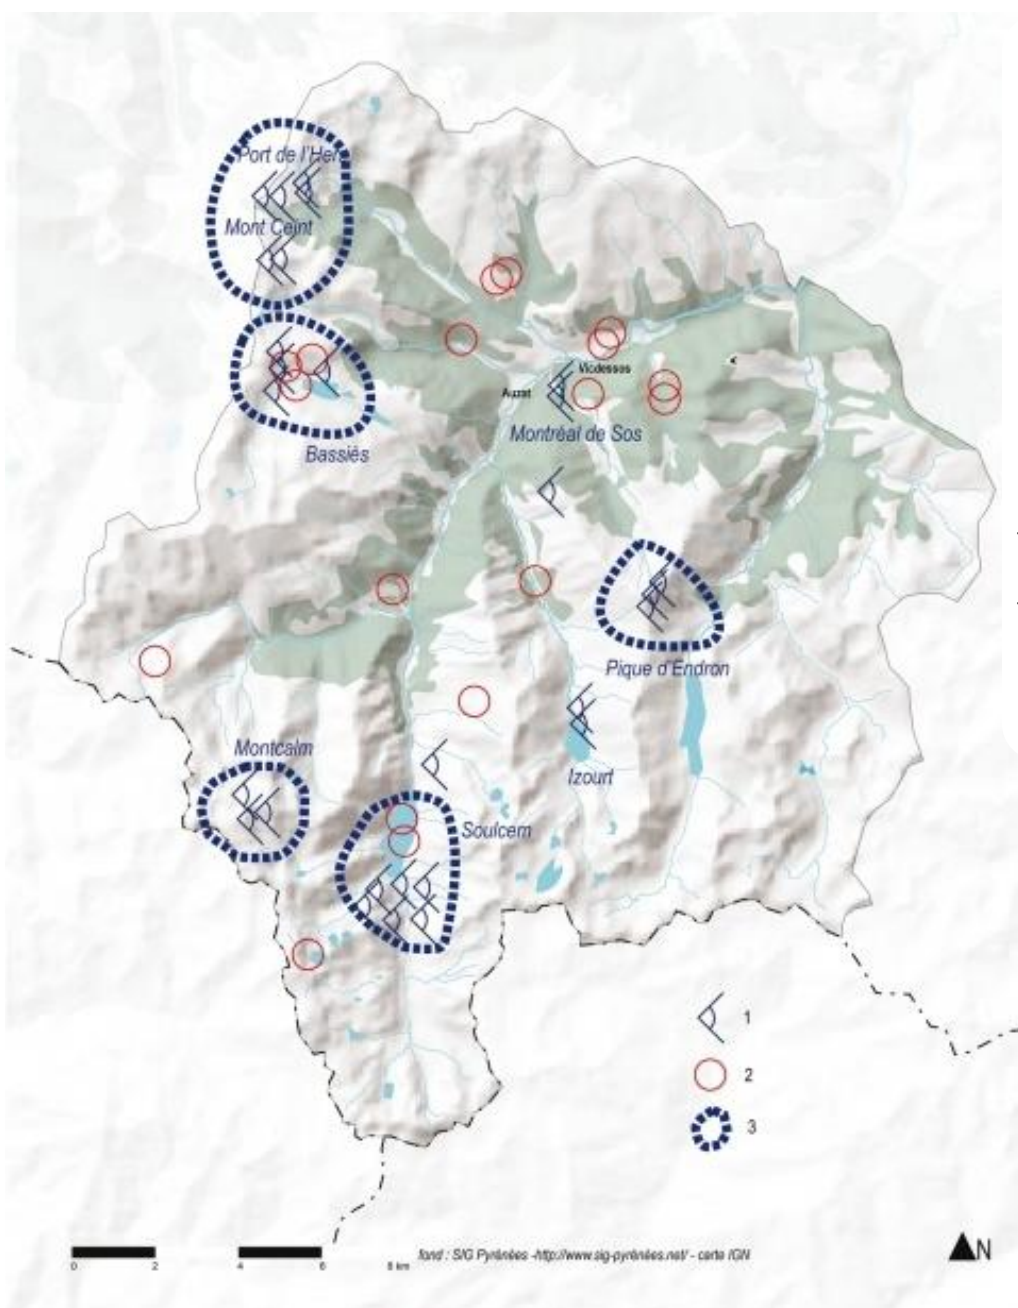 Port de l'Hers
Mont Ceint
Vicdessos
Auzat
Montréal de Sos
Bassiès
Pique d'Endron
Montcalm
Izourt
Soulcem
1
2
3
0 2 4 6 8 km
fond : SIG Pyrénées -http://www.sig-pyrénées.net/ - carte IGN
N